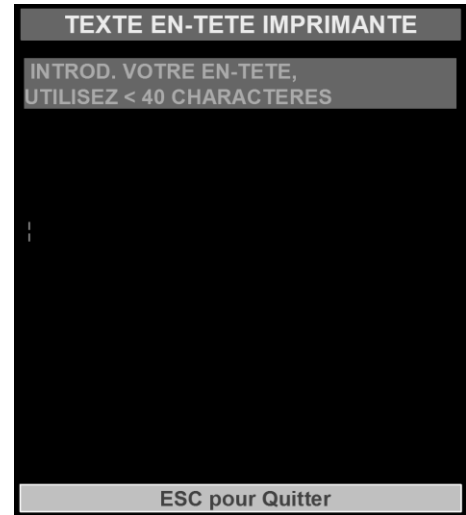 TEXTE EN-TETE IMPRIMANTE
INTROD. VOTRE EN-TETE,
UTILISEZ < 40 CHARACTERES
ESC pour Quitter